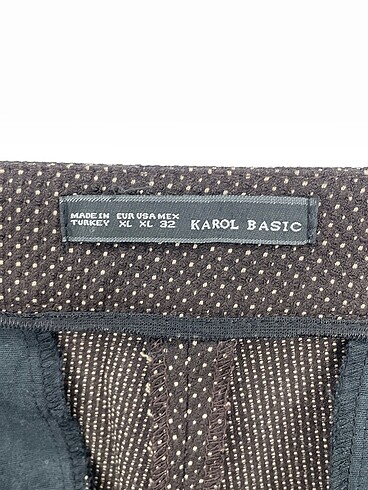 MADE IN EUR USA MEX
TURKEY XL XL 32
KAROL BASIC